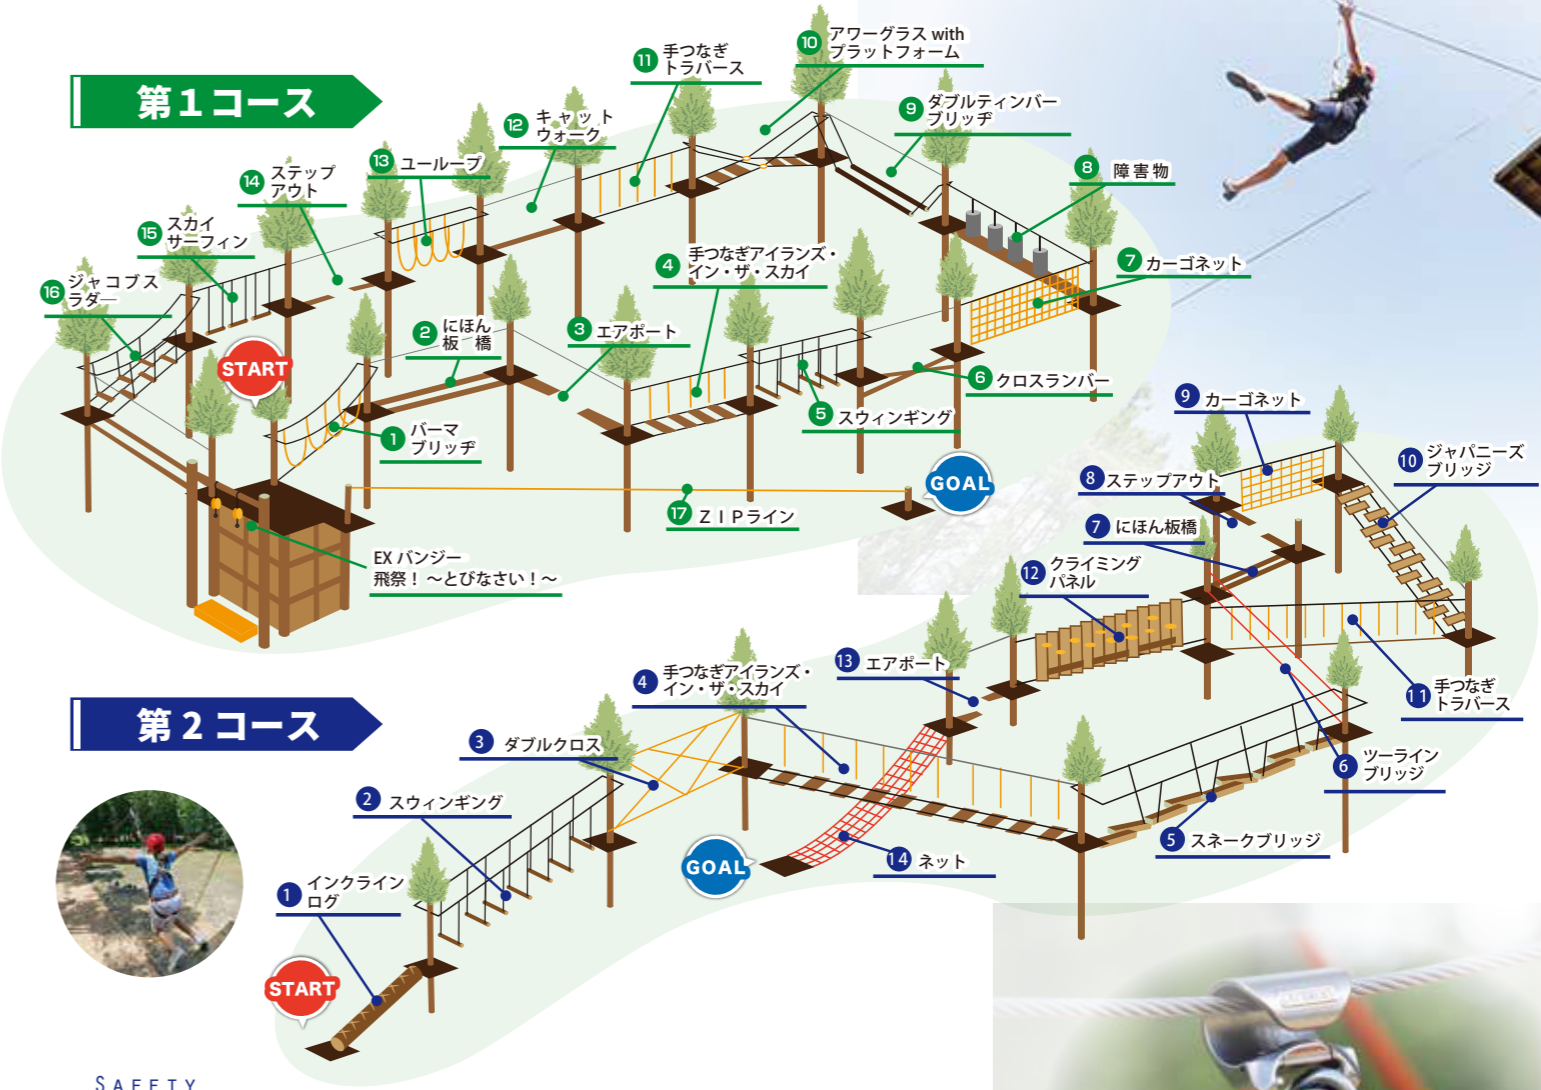 第1コース
START
1 バーマ
ブリッヂ
2 にほん
板 橋
3 エアポート
4 手つなぎアイランズ・
イン・ザ・スカイ
5 スウィンギング
6 クロスランバー
7 カーゴネット
8 障害物
9 ダブルティンバー
ブリッヂ
10 アワーグラス with
プラットフォーム
11 手つなぎ
トラバース
12 キャット
ウォーク
13 ユーループ
14 ステップ
アウト
15 スカイ
サーフィン
16 ジャコブス
ラダー
17 ZIPライン
GOAL
EX バンジー
飛祭！～とびなさい！～
第2コース
START
1 インクライン
ログ
2 スウィンギング
3 ダブルクロス
4 手つなぎアイランズ・
イン・ザ・スカイ
5 スネークブリッジ
6 ツーライン
ブリッジ
7 にほん板橋
8 ステップアウト
9 カーゴネット
10 ジャパニーズ
ブリッジ
11 手つなぎ
トラバース
12 クライミング
パネル
13 エアポート
14 ネット
GOAL
SAFETY